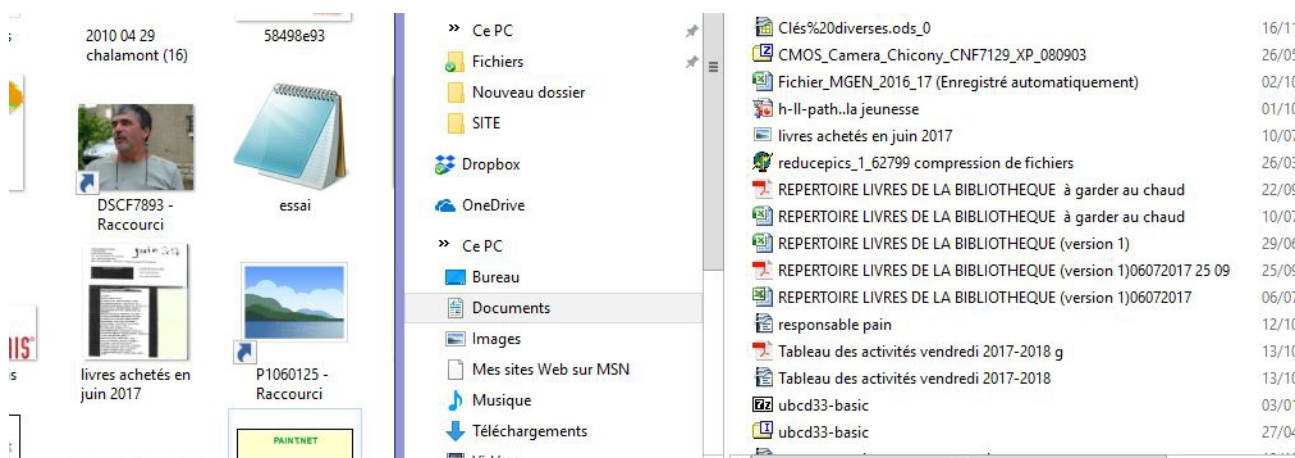 2010 04 29
chalamont (16)
58498e93
DSCF7893 -
Raccourci
essai
juin 2017
livres achetés en
juin 2017
P1060125 -
Raccourci
PAINT.NET
Ce PC
Fichiers
Nouveau dossier
SITE
Dropbox
OneDrive
Ce PC
Bureau
Documents
Images
Mes sites Web sur MSN
Musique
Téléchargements
Clés%20diverses.ods_0 16/11
CMOS_Camera_Chicony_CNF7129_XP_080903 26/05
Fichier_MGEN_2016_17 (Enregistré automatiquement) 02/10
h-ll-path..la jeunesse 01/10
livres achetés en juin 2017 10/07
reducepics_1_62799 compression de fichiers 26/03
REPERTOIRE LIVRES DE LA BIBLIOTHEQUE à garder au chaud 22/09
REPERTOIRE LIVRES DE LA BIBLIOTHEQUE à garder au chaud 10/07
REPERTOIRE LIVRES DE LA BIBLIOTHEQUE (version 1) 29/06
REPERTOIRE LIVRES DE LA BIBLIOTHEQUE (version 1)06072017 25 09 25/09
REPERTOIRE LIVRES DE LA BIBLIOTHEQUE (version 1)06072017 06/07
responsable pain 12/10
Tableau des activités vendredi 2017-2018 g 13/10
Tableau des activités vendredi 2017-2018 13/10
ubcd33-basic 03/01
ubcd33-basic 27/04